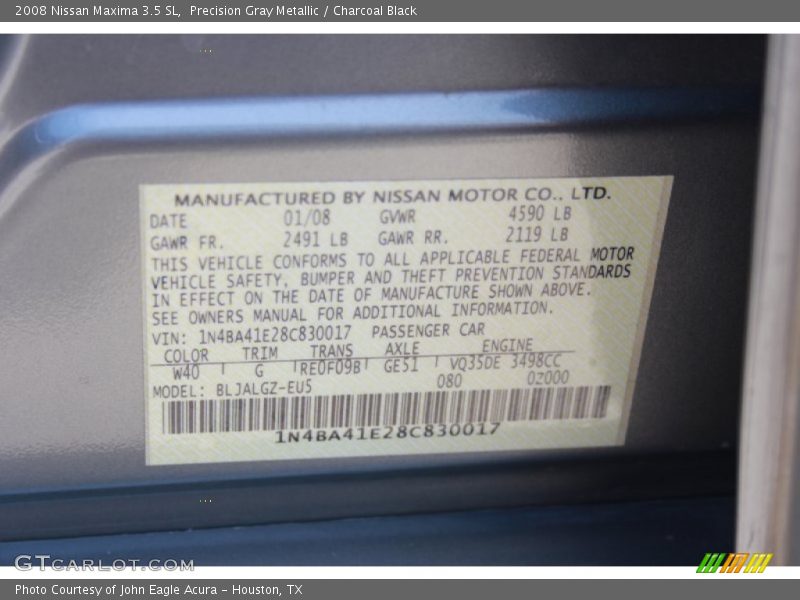 2008 Nissan Maxima 3.5 SL, Precision Gray Metallic / Charcoal Black
MANUFACTURED BY NISSAN MOTOR CO., LTD.
DATE 01/08 GVWR 4590 LB
GAWR FR. 2491 LB GAWR RR. 2119 LB
THIS VEHICLE CONFORMS TO ALL APPLICABLE FEDERAL MOTOR
VEHICLE SAFETY, BUMPER AND THEFT PREVENTION STANDARDS
IN EFFECT ON THE DATE OF MANUFACTURE SHOWN ABOVE.
SEE OWNERS MANUAL FOR ADDITIONAL INFORMATION.
VIN: 1N4BA41E28C830017 PASSENGER CAR
COLOR TRIM TRANS AXLE ENGINE
W40 G RE0F09B GE51 VQ35DE 3498CC
MODEL: BLJALGZ-EU5 080 02000
1N4BA41E28C830017
GTCARLOT.COM
Photo Courtesy of John Eagle Acura - Houston, TX